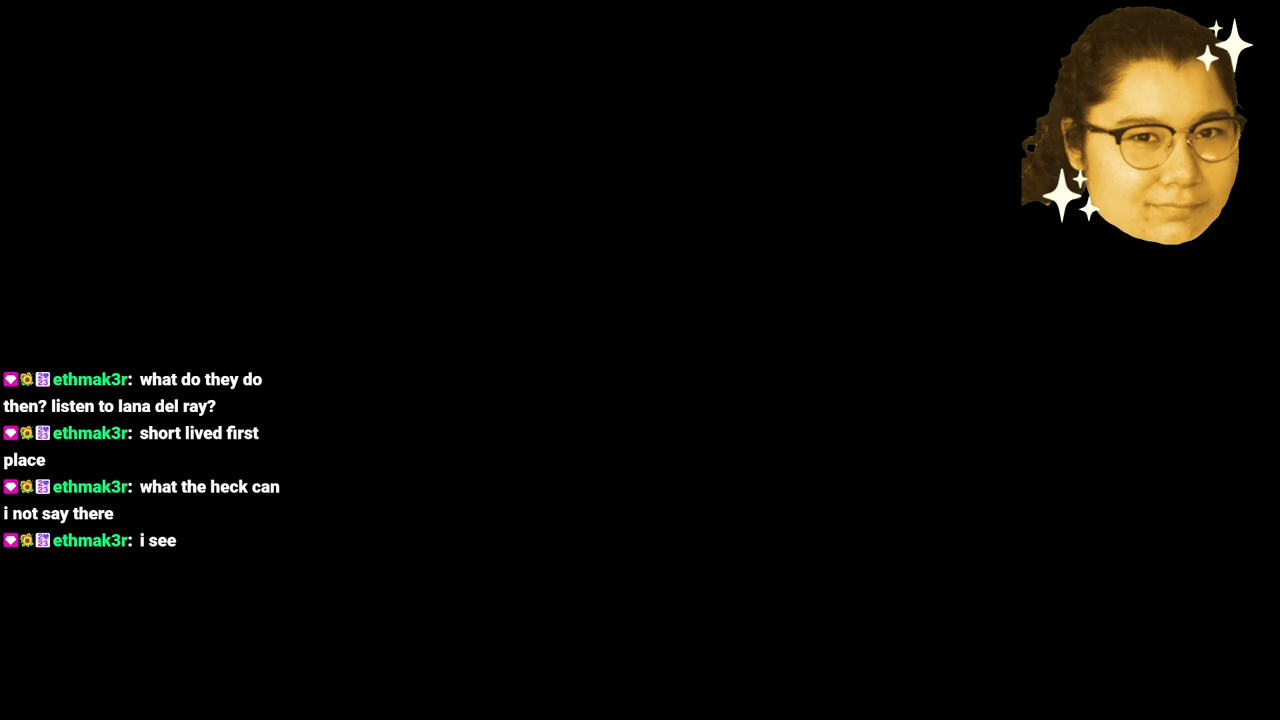 ethmak3r: what do they do
then? listen to lana del ray?
ethmak3r: short lived first
place
ethmak3r: what the heck can
i not say there
ethmak3r: i see